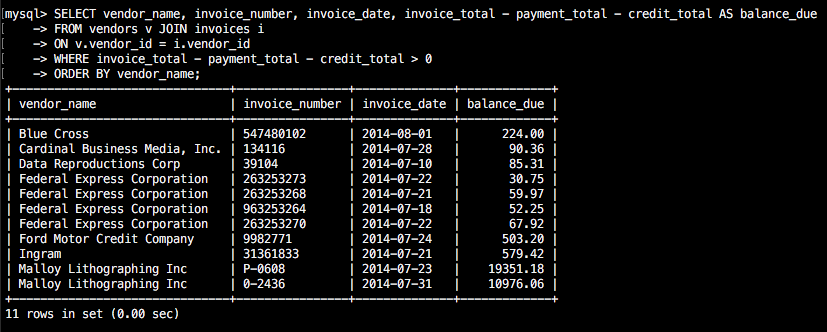 mysql> SELECT vendor_name, invoice_number, invoice_date, invoice_total - payment_total - credit_total AS balance_due
    -> FROM vendors v JOIN invoices i
    -> ON v.vendor_id = i.vendor_id
    -> WHERE invoice_total - payment_total - credit_total > 0
    -> ORDER BY vendor_name;
+-----------------------------+----------------+--------------+-------------+
| vendor_name                 | invoice_number | invoice_date | balance_due |
+-----------------------------+----------------+--------------+-------------+
| Blue Cross                  | 547480102      | 2014-08-01   |      224.00 |
| Cardinal Business Media, Inc. | 134116         | 2014-07-28   |       90.36 |
| Data Reproductions Corp     | 39104          | 2014-07-10   |       85.31 |
| Federal Express Corporation | 263253273      | 2014-07-22   |       30.75 |
| Federal Express Corporation | 263253268      | 2014-07-21   |       59.97 |
| Federal Express Corporation | 963253264      | 2014-07-18   |       52.25 |
| Federal Express Corporation | 263253270      | 2014-07-22   |       67.92 |
| Ford Motor Credit Company   | 9982771        | 2014-07-24   |      503.20 |
| Ingram                      | 31361833       | 2014-07-21   |      579.42 |
| Malloy Lithographing Inc    | P-0608         | 2014-07-23   |    19351.18 |
| Malloy Lithographing Inc    | 0-2436         | 2014-07-31   |    10976.06 |
+-----------------------------+----------------+--------------+-------------+
11 rows in set (0.00 sec)